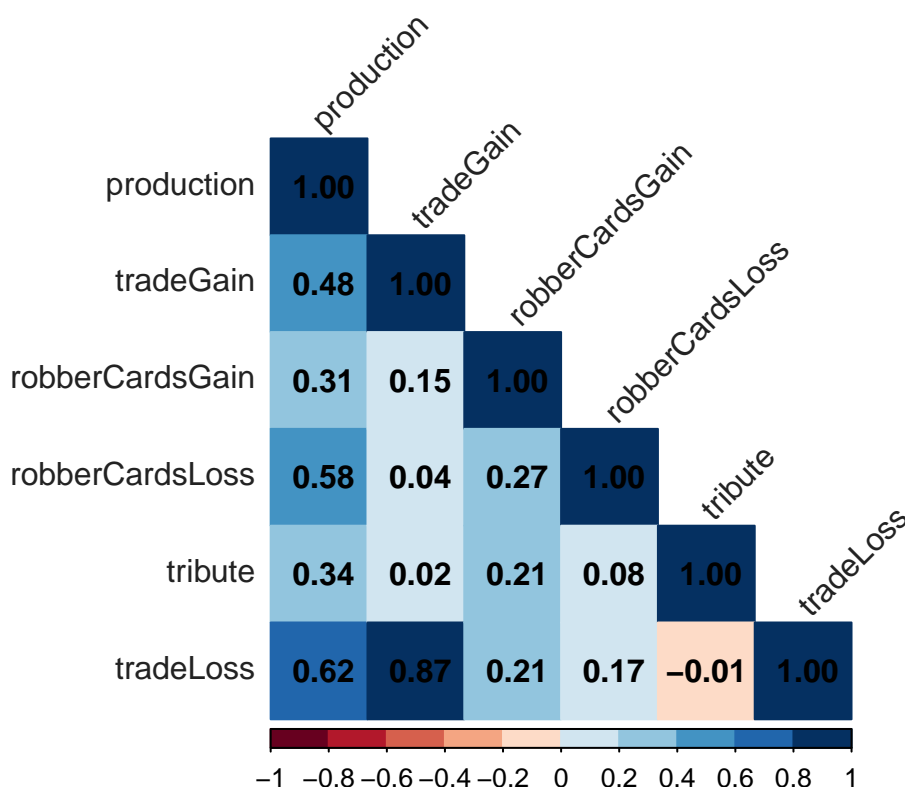 production
production 1.00 tradeGain
tradeGain 0.48 1.00 robberCardsGain
robberCardsGain 0.31 0.15 1.00 robberCardsLoss
robberCardsLoss 0.58 0.04 0.27 1.00 tribute
tribute 0.34 0.02 0.21 0.08 1.00 tradeLoss
tradeLoss 0.62 0.87 0.21 0.17 −0.01 1.00
−1 −0.8 −0.6 −0.4 −0.2 0 0.2 0.4 0.6 0.8 1